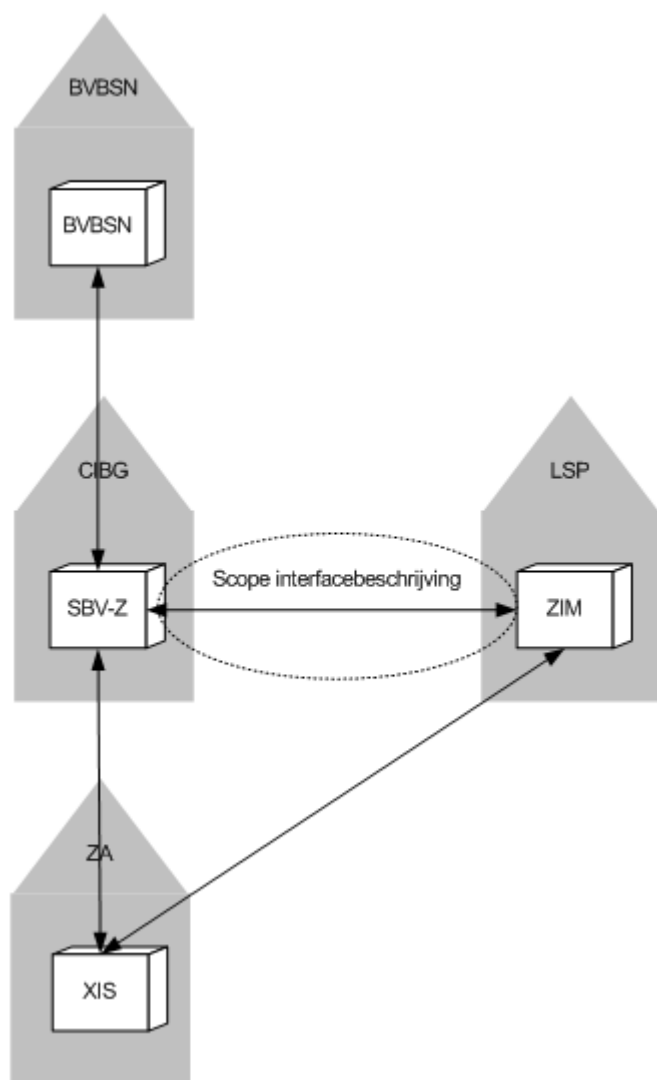 BVBSN
BVBSN
CIBG
LSP
SBV-Z
Scope interfacebeschrijving
ZIM
ZA
XIS